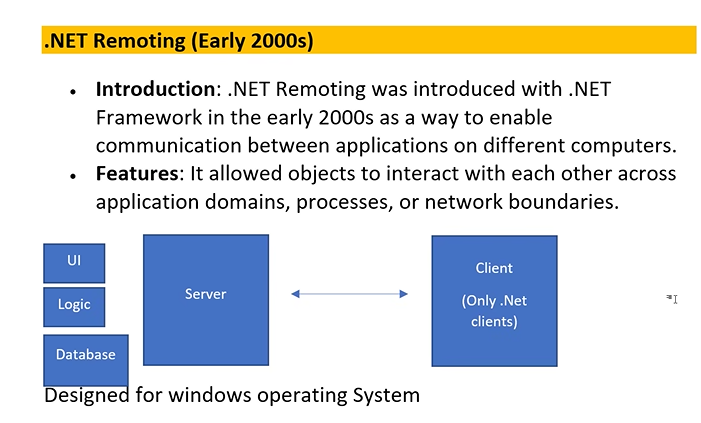 .NET Remoting (Early 2000s)
• Introduction: .NET Remoting was introduced with .NET
Framework in the early 2000s as a way to enable
communication between applications on different computers.
• Features: It allowed objects to interact with each other across
application domains, processes, or network boundaries.
UI
Logic
Database
Server
Client
(Only .Net
clients)
Designed for windows operating System